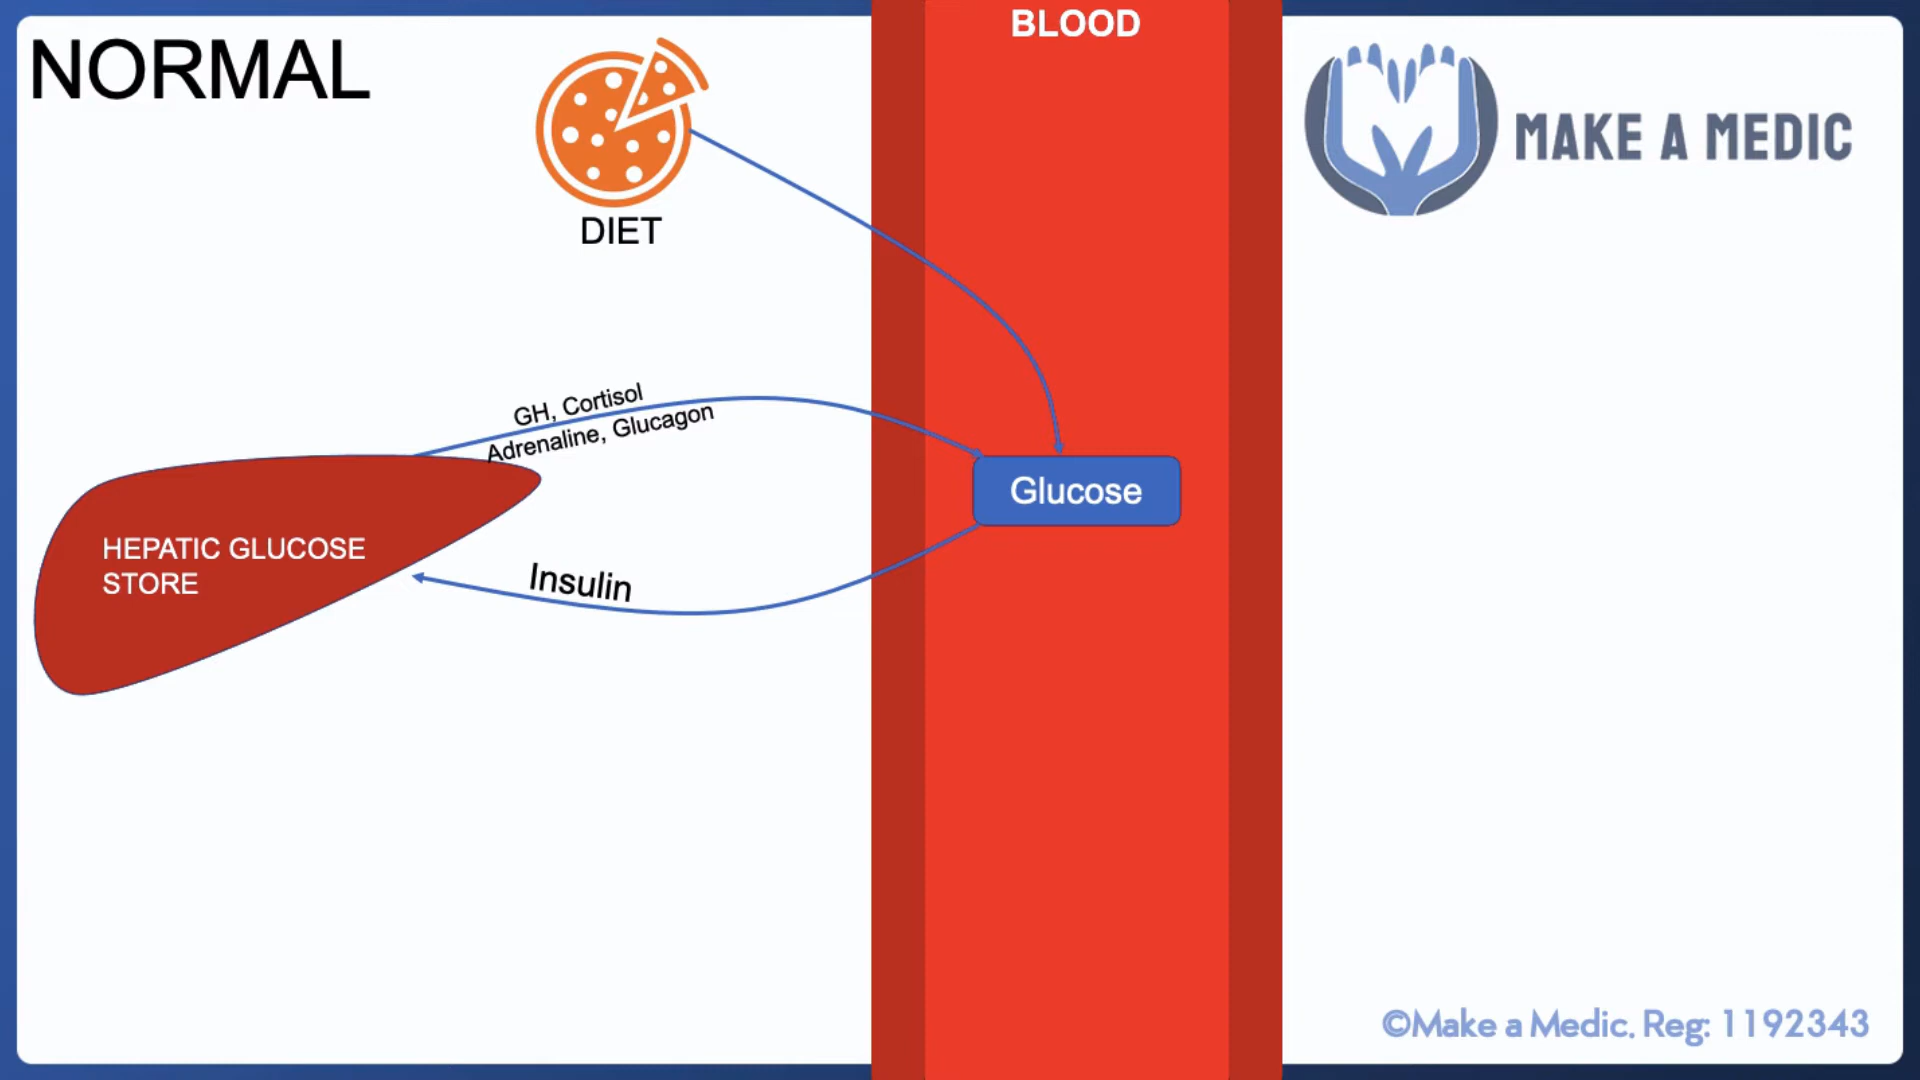 NORMAL
BLOOD
MAKE A MEDIC
DIET
GH, Cortisol
Adrenaline, Glucagon
Glucose
HEPATIC GLUCOSE
STORE
Insulin
©Make a Medic. Reg: 1192343